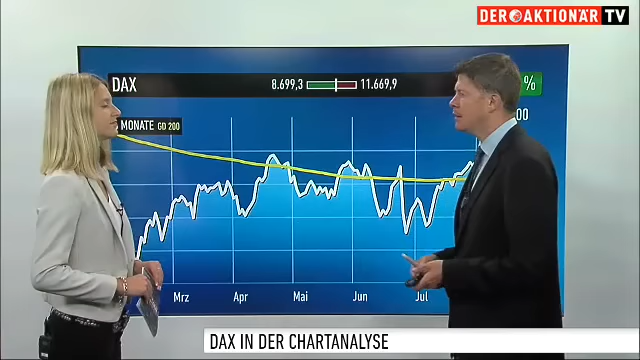 DER AKTIONÄR TV
DAX
8.699,3 11.669,9
%
MONATE GD 200
00
Mrz Apr Mai Jun Jul
DAX IN DER CHARTANALYSE